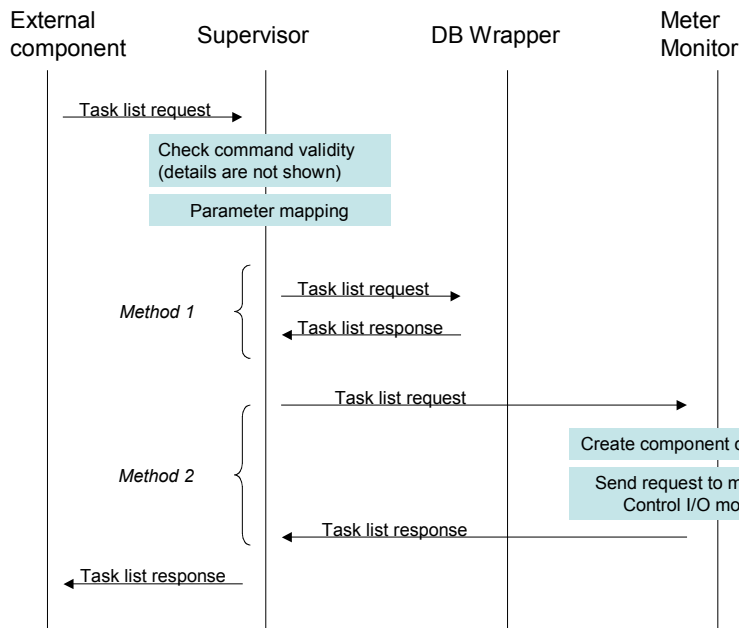 External
component
Supervisor
DB Wrapper
Meter
Monitor
Task list request
Check command validity
(details are not shown)
Parameter mapping
Method 1
Task list request
Task list response
Task list request
Create component
Method 2
Send request to
Control I/O
Task list response
Task list response